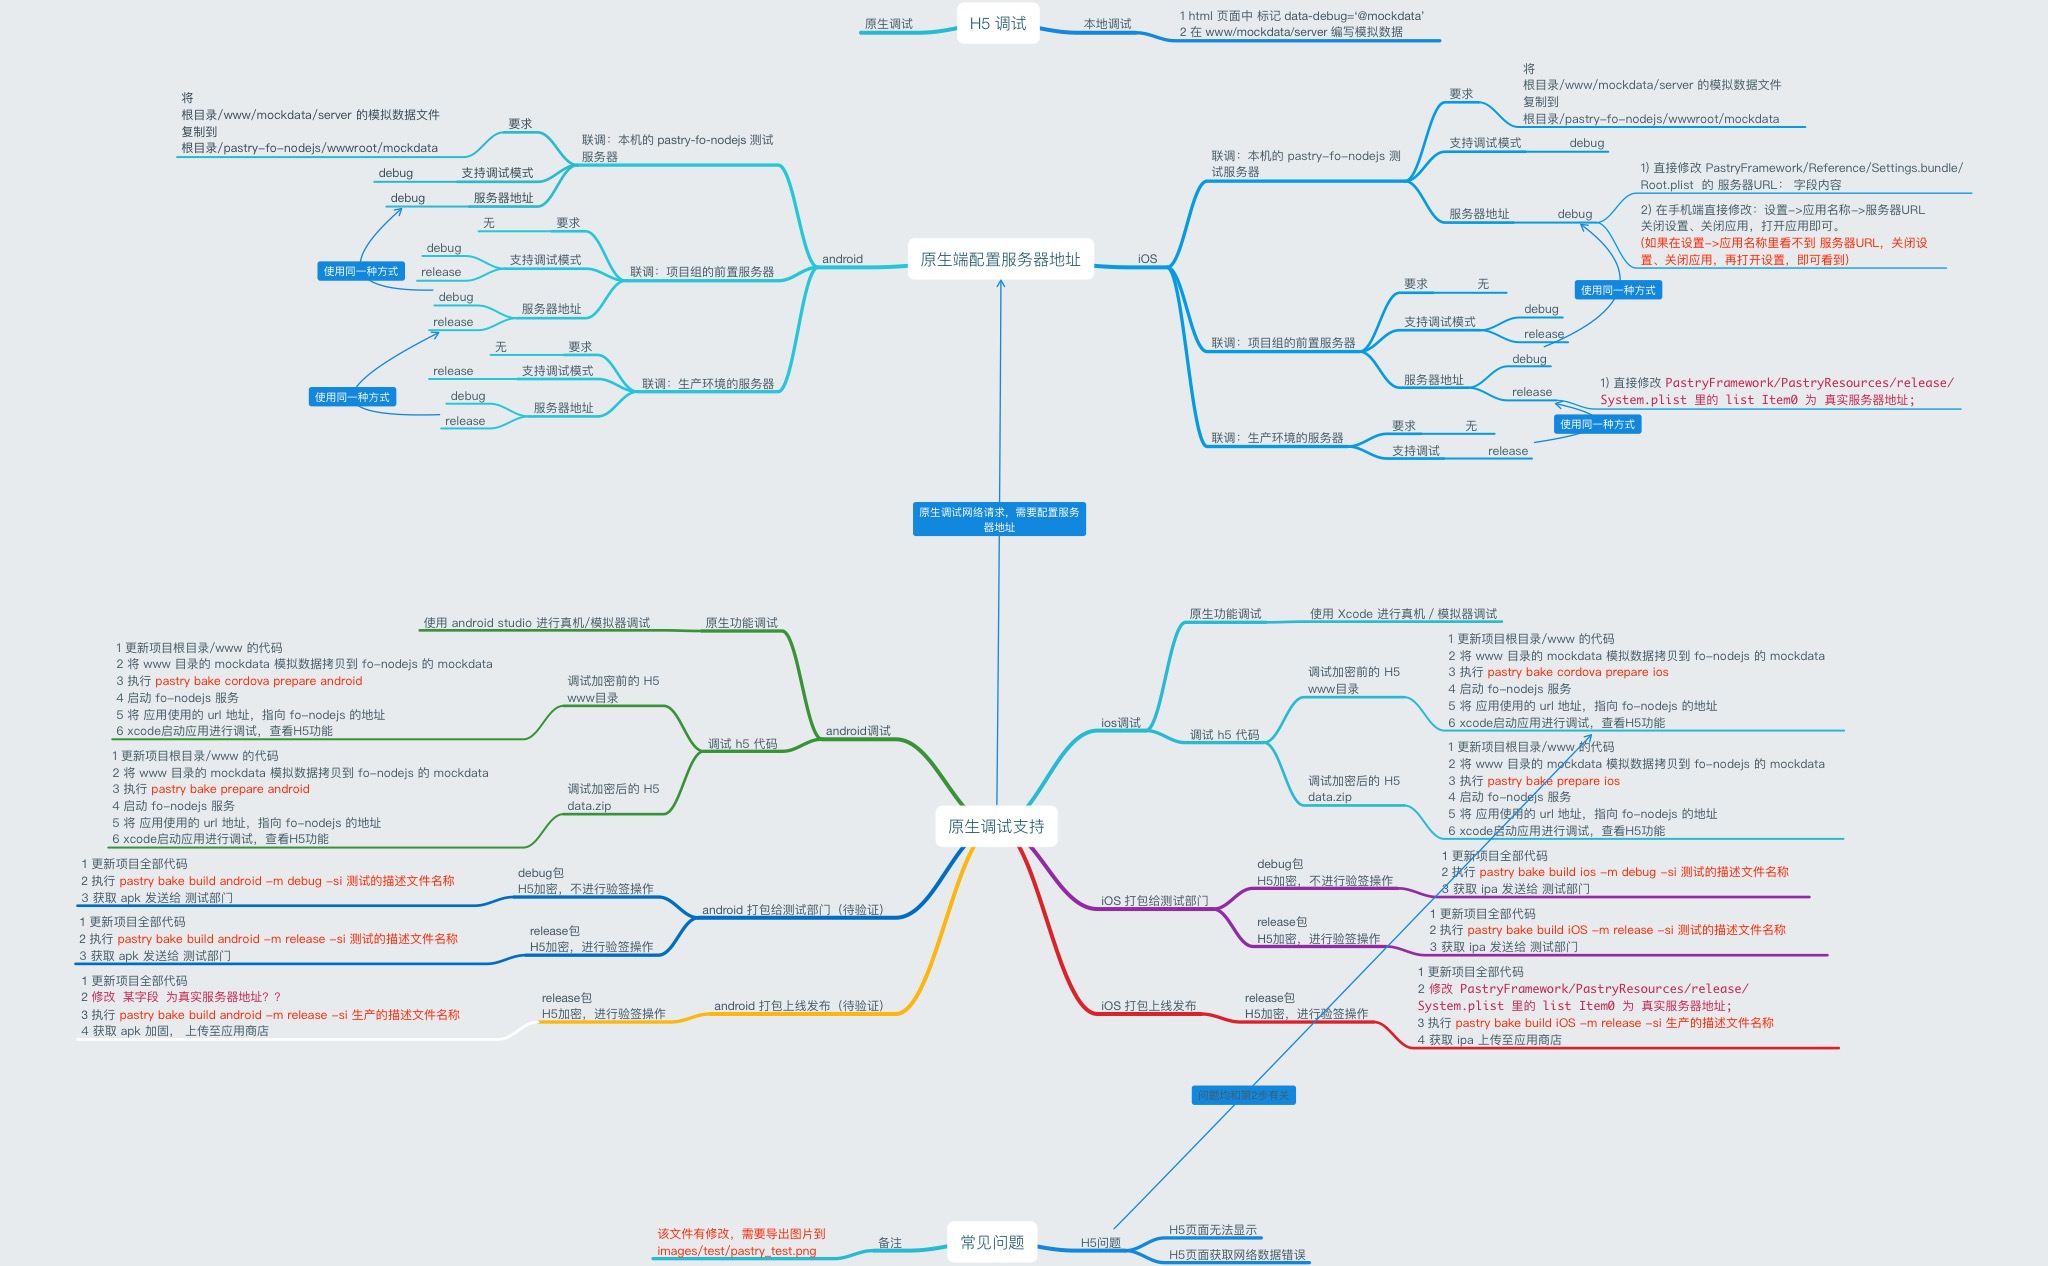 原生调试
H5 调试
本地调试
1 html 页面中 标记 data-debug=‘@mockdata’
2 在 www/mockdata/server 编写模拟数据
原生端配置服务器地址
android
联调：本机的 pastry-fo-nodejs 测试
服务器
要求
将
根目录/www/mockdata/server 的模拟数据文件
复制到
根目录/pastry-fo-nodejs/wwwroot/mockdata
支持调试模式
debug
服务器地址
debug
使用同一种方式
联调：项目组的前置服务器
要求
无
支持调试模式
debug
release
服务器地址
debug
release
使用同一种方式
联调：生产环境的服务器
要求
无
支持调试模式
release
服务器地址
debug
release
iOS
联调：本机的 pastry-fo-nodejs 测
试服务器
要求
将
根目录/www/mockdata/server 的模拟数据文件
复制到
根目录/pastry-fo-nodejs/wwwroot/mockdata
支持调试模式
debug
服务器地址
debug
1) 直接修改 PastryFramework/Reference/Settings.bundle/
Root.plist 的 服务器URL： 字段内容
2) 在手机端直接修改：设置->应用名称->服务器URL
关闭设置、关闭应用，打开应用即可。
(如果在设置->应用名称里看不到 服务器URL，关闭设
置、关闭应用，再打开设置，即可看到)
使用同一种方式
联调：项目组的前置服务器
要求
无
支持调试模式
debug
release
服务器地址
debug
release
1) 直接修改 PastryFramework/PastryResources/release/
System.plist 里的 list Item0 为 真实服务器地址；
使用同一种方式
联调：生产环境的服务器
要求
无
支持调试
release
原生调试网络请求，需要配置服务
器地址
原生调试支持
android调试
原生功能调试
使用 android studio 进行真机/模拟器调试
调试 h5 代码
调试加密前的 H5
www目录
1 更新项目根目录/www 的代码
2 将 www 目录的 mockdata 模拟数据拷贝到 fo-nodejs 的 mockdata
3 执行 pastry bake cordova prepare android
4 启动 fo-nodejs 服务
5 将 应用使用的 url 地址，指向 fo-nodejs 的地址
6 xcode启动应用进行调试，查看H5功能
调试加密后的 H5
data.zip
1 更新项目根目录/www 的代码
2 将 www 目录的 mockdata 模拟数据拷贝到 fo-nodejs 的 mockdata
3 执行 pastry bake prepare android
4 启动 fo-nodejs 服务
5 将 应用使用的 url 地址，指向 fo-nodejs 的地址
6 xcode启动应用进行调试，查看H5功能
android 打包给测试部门（待验证）
debug包
H5加密，不进行验签操作
1 更新项目全部代码
2 执行 pastry bake build android -m debug -si 测试的描述文件名称
3 获取 apk 发送给 测试部门
release包
H5加密，进行验签操作
1 更新项目全部代码
2 执行 pastry bake build android -m release -si 测试的描述文件名称
3 获取 apk 发送给 测试部门
android 打包上线发布（待验证）
release包
H5加密，进行验签操作
1 更新项目全部代码
2 修改 某字段 为真实服务器地址？？
3 执行 pastry bake build android -m release -si 生产的描述文件名称
4 获取 apk 加固， 上传至应用商店
ios调试
原生功能调试
使用 Xcode 进行真机 / 模拟器调试
调试 h5 代码
调试加密前的 H5
www目录
1 更新项目根目录/www 的代码
2 将 www 目录的 mockdata 模拟数据拷贝到 fo-nodejs 的 mockdata
3 执行 pastry bake cordova prepare ios
4 启动 fo-nodejs 服务
5 将 应用使用的 url 地址，指向 fo-nodejs 的地址
6 xcode启动应用进行调试，查看H5功能
调试加密后的 H5
data.zip
1 更新项目根目录/www 的代码
2 将 www 目录的 mockdata 模拟数据拷贝到 fo-nodejs 的 mockdata
3 执行 pastry bake prepare ios
4 启动 fo-nodejs 服务
5 将 应用使用的 url 地址，指向 fo-nodejs 的地址
6 xcode启动应用进行调试，查看H5功能
iOS 打包给测试部门
debug包
H5加密，不进行验签操作
1 更新项目全部代码
2 执行 pastry bake build ios -m debug -si 测试的描述文件名称
3 获取 ipa 发送给 测试部门
release包
H5加密，进行验签操作
1 更新项目全部代码
2 执行 pastry bake build iOS -m release -si 测试的描述文件名称
3 获取 ipa 发送给 测试部门
iOS 打包上线发布
release包
H5加密，进行验签操作
1 更新项目全部代码
2 修改 PastryFramework/PastryResources/release/
System.plist 里的 list Item0 为 真实服务器地址；
3 执行 pastry bake build iOS -m release -si 生产的描述文件名称
4 获取 ipa 上传至应用商店
问题均和第2步有关
常见问题
备注
该文件有修改，需要导出图片到
images/test/pastry_test.png
H5问题
H5页面无法显示
H5页面获取网络数据错误